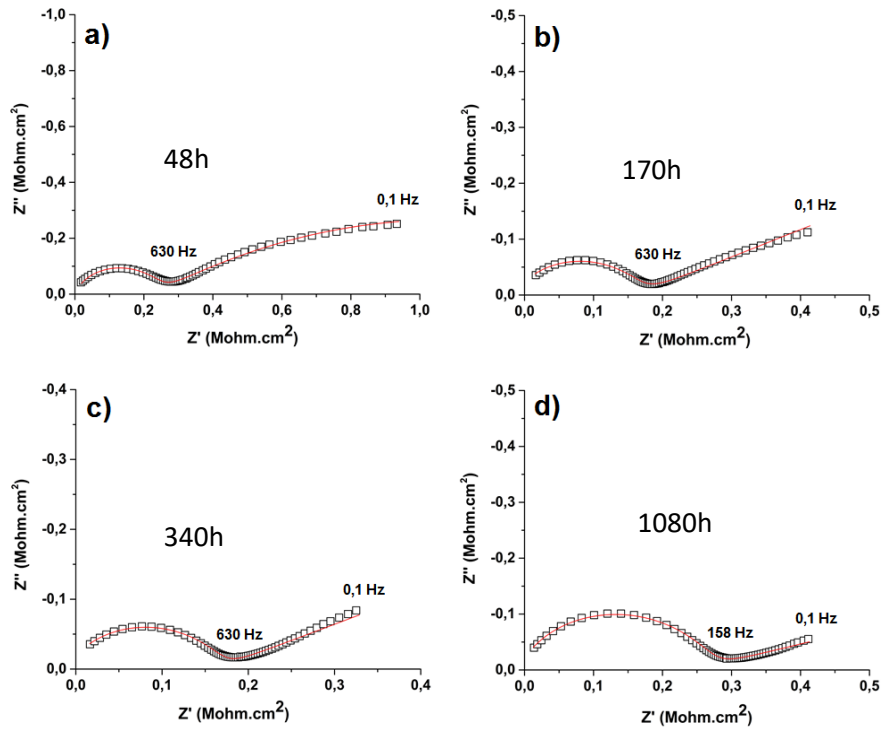 a)
-1,0
-0,8
-0,6
-0,4
-0,2
0,0
48h
630 Hz
0,1 Hz
0,0 0,2 0,4 0,6 0,8 1,0
Z' (Mohm.cm²)
Z'' (Mohm.cm²)
b)
-0,5
-0,4
-0,3
-0,2
-0,1
0,0
170h
630 Hz
0,1 Hz
0,0 0,1 0,2 0,3 0,4 0,5
Z' (Mohm.cm²)
Z'' (Mohm.cm²)
c)
-0,4
-0,3
-0,2
-0,1
0,0
340h
630 Hz
0,1 Hz
0,0 0,1 0,2 0,3 0,4
Z' (Mohm.cm²)
Z'' (Mohm.cm²)
d)
-0,5
-0,4
-0,3
-0,2
-0,1
0,0
1080h
158 Hz
0,1 Hz
0,0 0,1 0,2 0,3 0,4 0,5
Z' (Mohm.cm²)
Z'' (Mohm.cm²)